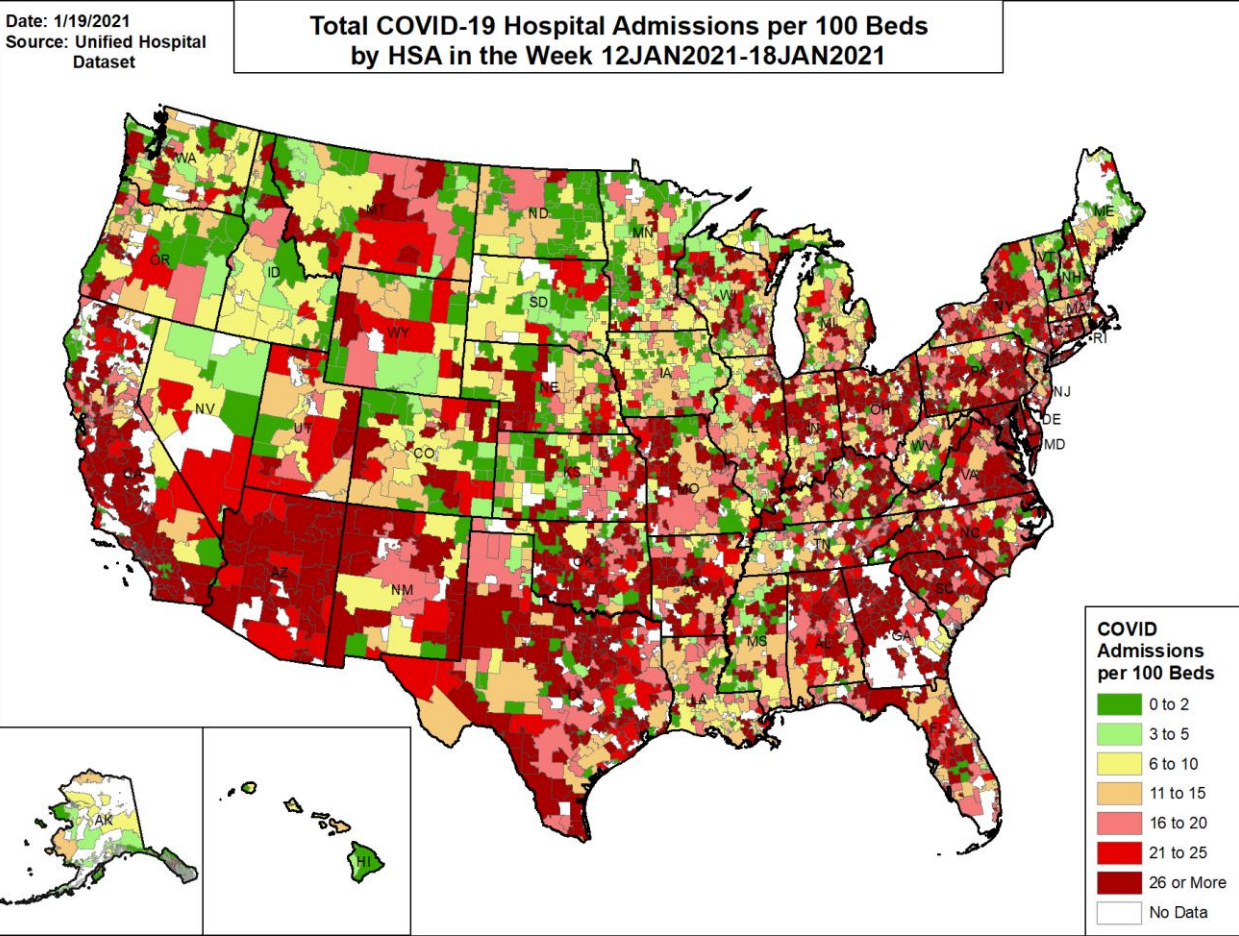 Date: 1/19/2021
Source: Unified Hospital
Dataset
Total COVID-19 Hospital Admissions per 100 Beds
by HSA in the Week 12JAN2021-18JAN2021
WA
MT
ND
MN
ME
OR
ID
SD
WI
VT
NH
NY
MA
WY
MI
CT
RI
IA
NE
PA
NJ
NV
UT
CO
IL
IN
OH
DE
MD
WV
VA
KS
MO
KY
CA
NC
TN
AZ
NM
OK
AR
SC
MS
AL
GA
TX
LA
FL
AK
HI
COVID
Admissions
per 100 Beds
0 to 2
3 to 5
6 to 10
11 to 15
16 to 20
21 to 25
26 or More
No Data